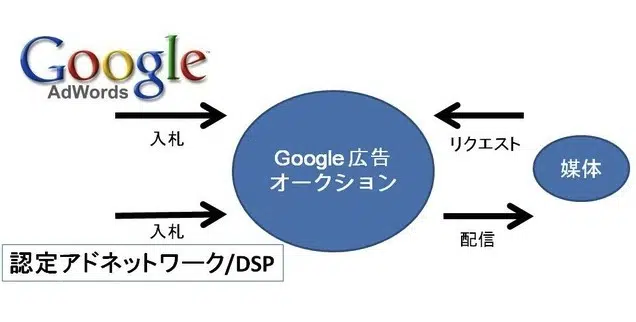 Google
AdWords
入札
Google 広告
オークション
リクエスト
媒体
入札
配信
認定アドネットワーク/DSP